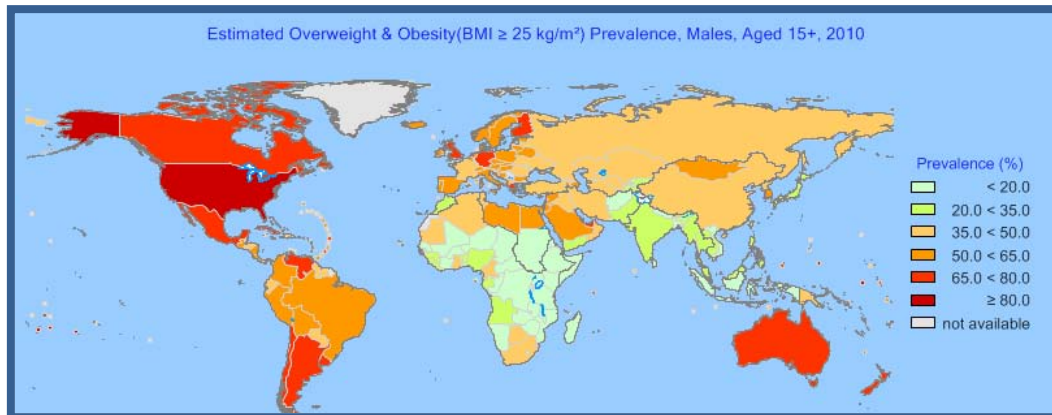 Estimated Overweight & Obesity(BMI ≥ 25 kg/m²) Prevalence, Males, Aged 15+, 2010
Prevalence (%)
< 20.0
20.0 < 35.0
35.0 < 50.0
50.0 < 65.0
65.0 < 80.0
≥ 80.0
not available